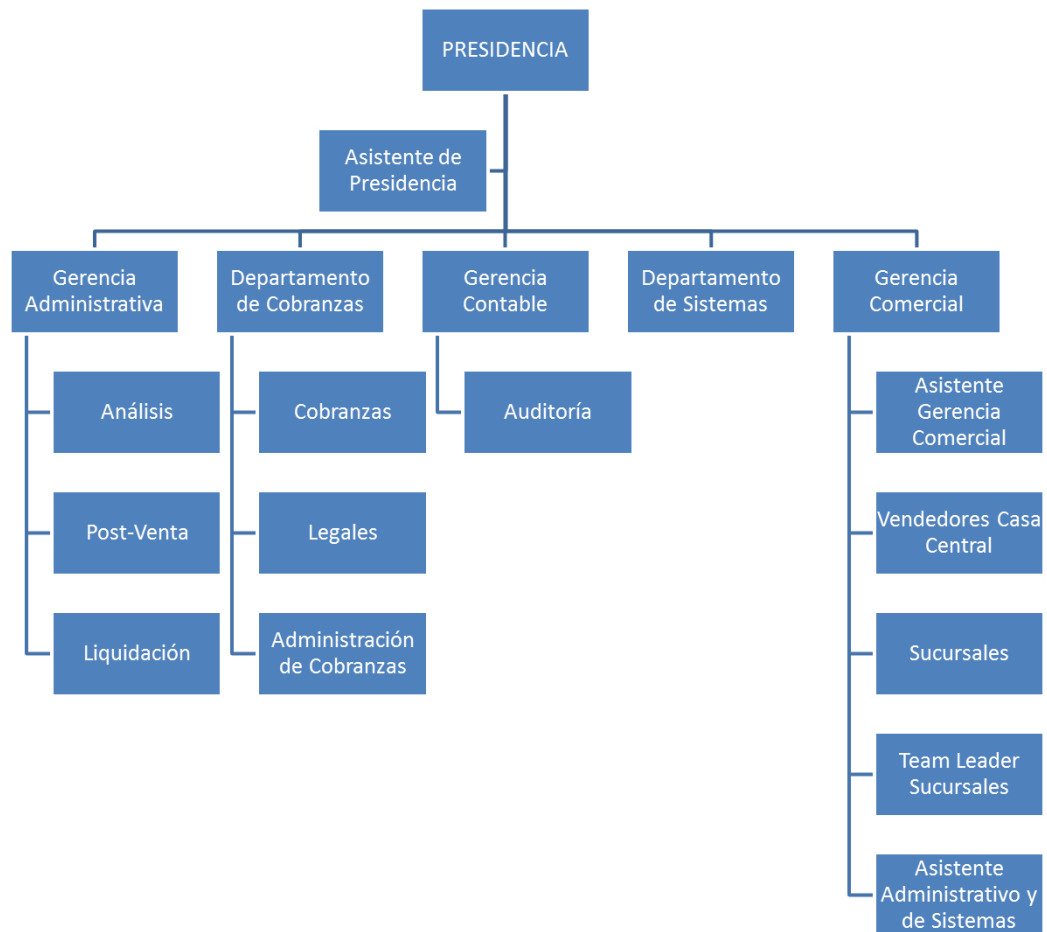 PRESIDENCIA
Asistente de
Presidencia
Gerencia
Administrativa
Departamento
de Cobranzas
Gerencia
Contable
Departamento
de Sistemas
Gerencia
Comercial
Análisis
Post-Venta
Liquidación
Cobranzas
Legales
Administración
de Cobranzas
Auditoría
Asistente
Gerencia
Comercial
Vendedores Casa
Central
Sucursales
Team Leader
Sucursales
Asistente
Administrativo y
de Sistemas